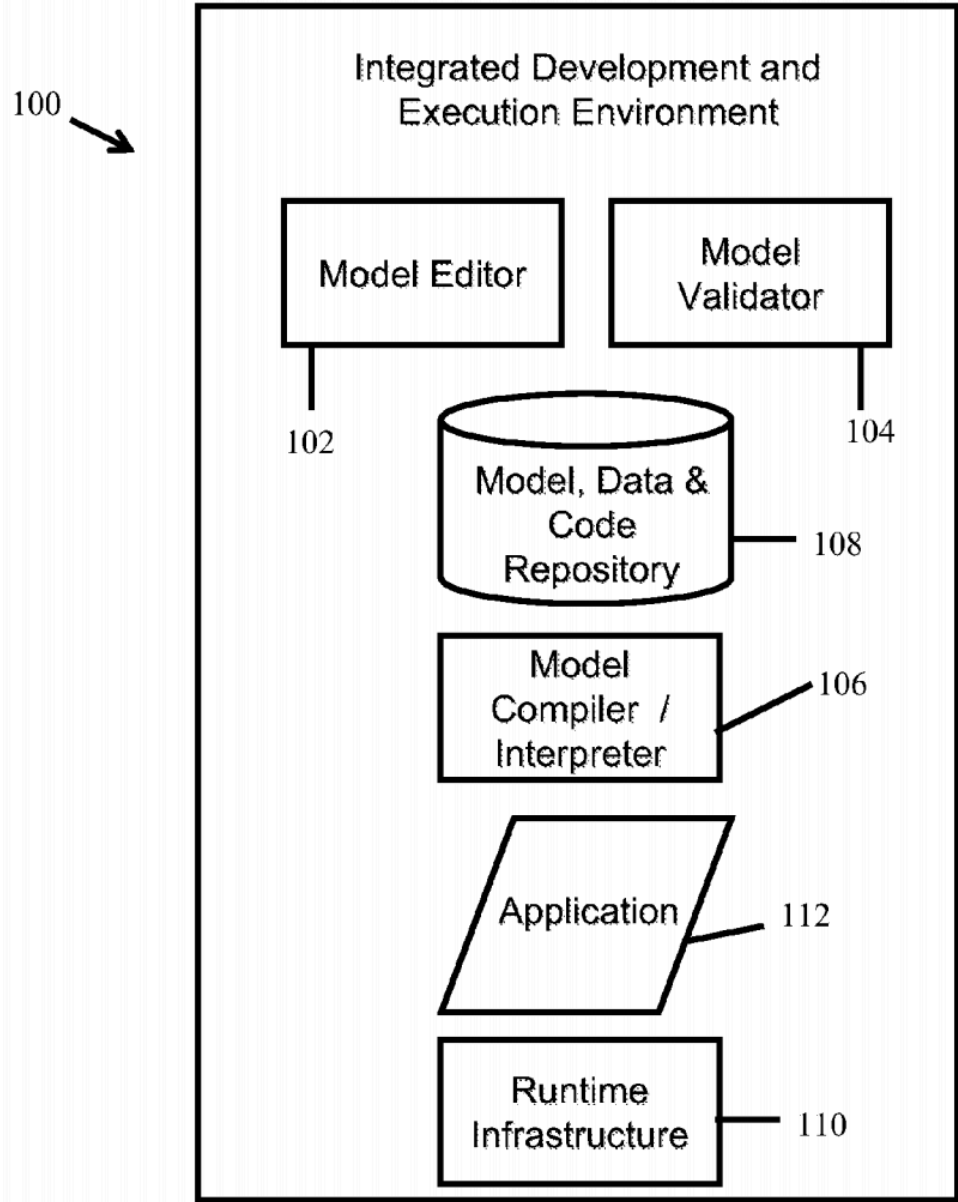 Integrated Development and
Execution Environment
100
Model Editor
Model
Validator
102
104
Model, Data &
Code
Repository
108
Model
Compiler /
Interpreter
106
Application
112
Runtime
Infrastructure
110